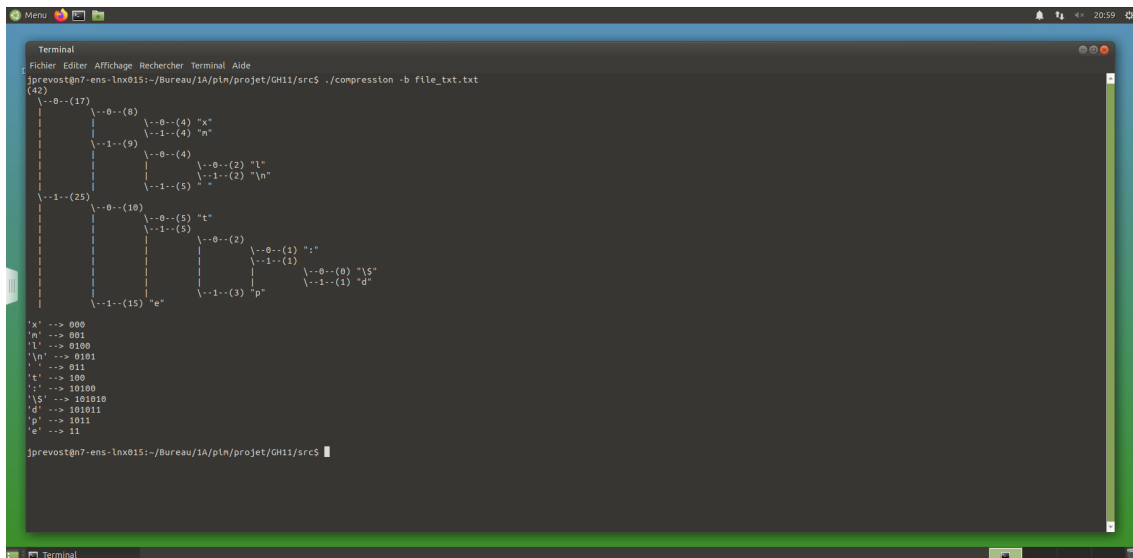 Menu 20:59
Terminal
Fichier Editer Affichage Rechercher Terminal Aide
jprevost@n7-ens-lnx015:~/Bureau/1A/pim/projet/GH11/src$ ./compression -b file_txt.txt
(42)
  \--0--(17)
  |       \--0--(8)
  |       |       \--0--(4) "x"
  |       |       \--1--(4) "m"
  |       \--1--(9)
  |       |       \--0--(4)
  |       |       |       \--0--(2) "l"
  |       |       |       \--1--(2) "\n"
  |       |       \--1--(5) " "
  \--1--(25)
  |       \--0--(10)
  |       |       \--0--(5) "t"
  |       |       \--1--(5)
  |       |       |       \--0--(2)
  |       |       |       |       \--0--(1) ":"
  |       |       |       |       \--1--(1)
  |       |       |       |       |       \--0--(0) "\$"
  |       |       |       |       |       \--1--(1) "d"
  |       |       |       \--1--(3) "p"
  |       \--1--(15) "e"
'x' --> 000
'm' --> 001
'l' --> 0100
'\n' --> 0101
' ' --> 011
't' --> 100
':' --> 10100
'\$' --> 101010
'd' --> 101011
'p' --> 1011
'e' --> 11
jprevost@n7-ens-lnx015:~/Bureau/1A/pim/projet/GH11/src$
Terminal